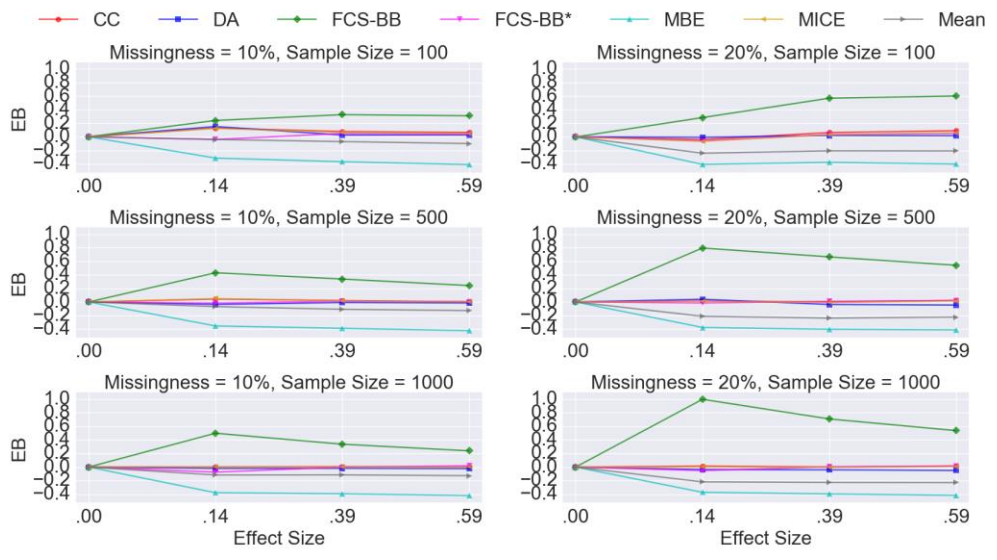 CC DA FCS-BB FCS-BB* MBE MICE Mean
Missingness = 10%, Sample Size = 100
Missingness = 20%, Sample Size = 100
EB
1.0
0.8
0.6
0.4
0.2
0.0
−0.2
−0.4
.00 .14 .39 .59
1.0
0.8
0.6
0.4
0.2
0.0
−0.2
−0.4
.00 .14 .39 .59
Missingness = 10%, Sample Size = 500
Missingness = 20%, Sample Size = 500
EB
1.0
0.8
0.6
0.4
0.2
0.0
−0.2
−0.4
.00 .14 .39 .59
1.0
0.8
0.6
0.4
0.2
0.0
−0.2
−0.4
.00 .14 .39 .59
Missingness = 10%, Sample Size = 1000
Missingness = 20%, Sample Size = 1000
EB
1.0
0.8
0.6
0.4
0.2
0.0
−0.2
−0.4
.00 .14 .39 .59
Effect Size
1.0
0.8
0.6
0.4
0.2
0.0
−0.2
−0.4
.00 .14 .39 .59
Effect Size